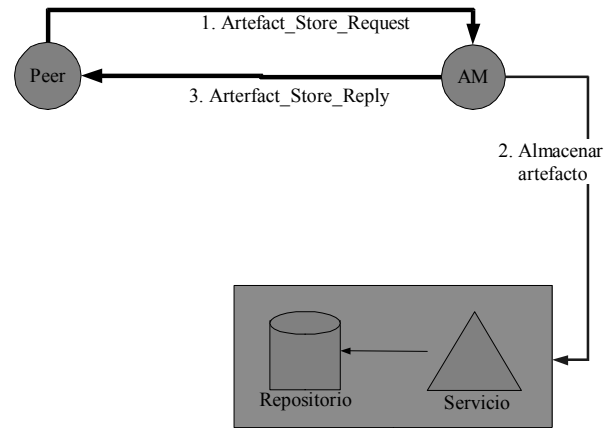 1. Artefact_Store_Request
Peer
AM
3. Arterfact_Store_Reply
2. Almacenar
artefacto
Repositorio
Servicio